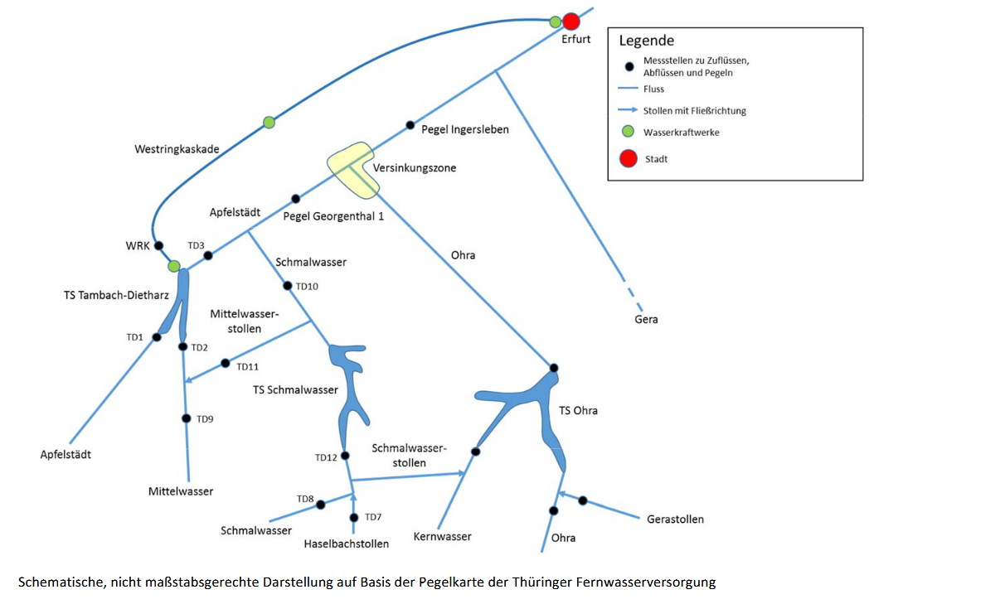 Erfurt
Legende
Messstellen zu Zuflüssen,
Abflüssen und Pegeln
Fluss
Stollen mit Fließrichtung
Wasserkraftwerke
Stadt
Pegel Ingersleben
Westringkaskade
Versinkungszone
Apfelstädt
Pegel Georgenthal 1
WRK
TD3
Ohra
Schmalwasser
TD10
TS Tambach-Dietharz
Mittelwasser-
stollen
Gera
TD1
TD2
TD11
TS Schmalwasser
TS Ohra
TD9
Apfelstädt
TD12
Schmalwasser-
stollen
Mittelwasser
TD8
TD7
Schmalwasser
Haselbachstollen
Kernwasser
Gerastollen
Ohra
Schematische, nicht maßstabsgerechte Darstellung auf Basis der Pegelkarte der Thüringer Fernwasserversorgung